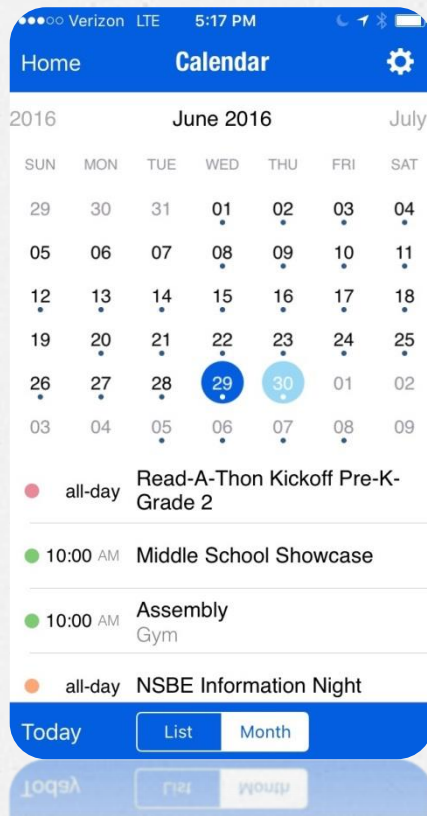 Verizon LTE 5:17 PM
Home Calendar
2016 June 2016 July
SUN MON TUE WED THU FRI SAT
29 30 31 01 02 03 04
05 06 07 08 09 10 11
12 13 14 15 16 17 18
19 20 21 22 23 24 25
26 27 28 29 30 01 02
03 04 05 06 07 08 09
all-day Read-A-Thon Kickoff Pre-K-
Grade 2
10:00 AM Middle School Showcase
10:00 AM Assembly
Gym
all-day NSBE Information Night
Today List Month